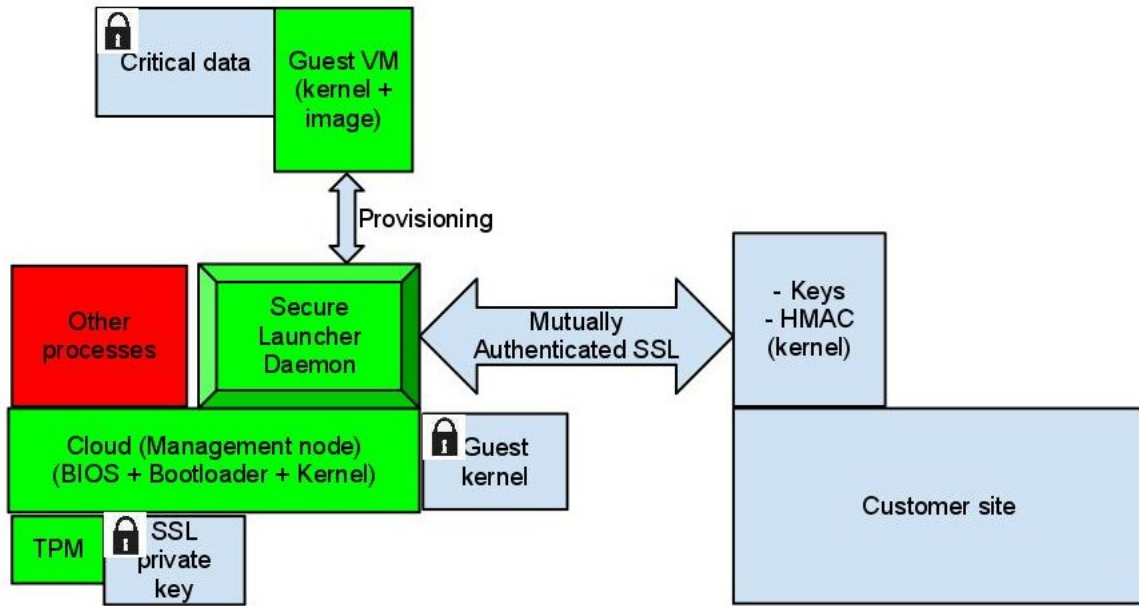 Critical data
Guest VM
(kernel +
image)
Provisioning
Other
processes
Secure
Launcher
Daemon
Mutually
Authenticated SSL
- Keys
- HMAC
(kernel)
Cloud (Management node)
(BIOS + Bootloader + Kernel)
Guest
kernel
Customer site
TPM
SSL
private
key